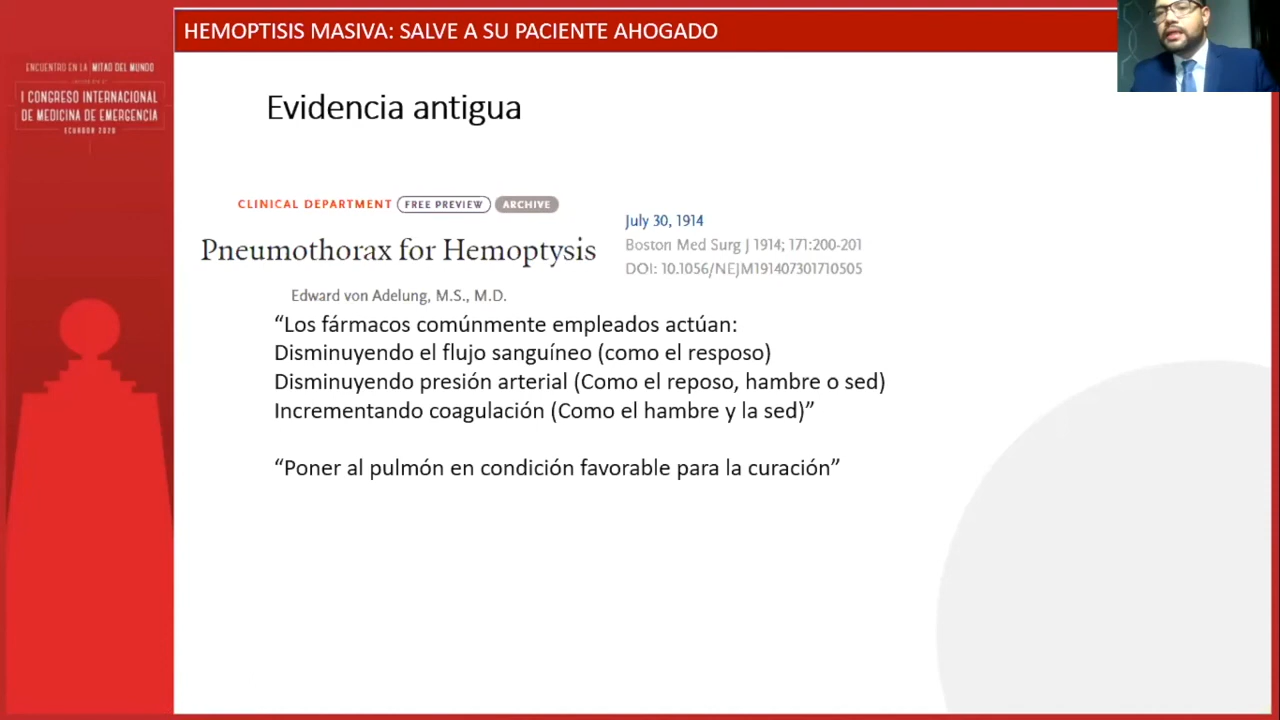 HEMOPTISIS MASIVA: SALVE A SU PACIENTE AHOGADO
ENCUENTRO EN LA MITAD DEL MUNDO
I CONGRESO INTERNACIONAL
DE MEDICINA DE EMERGENCIA
ECUADOR 2020
Evidencia antigua
CLINICAL DEPARTMENT FREE PREVIEW ARCHIVE
Pneumothorax for Hemoptysis
Edward von Adelung, M.S., M.D.
July 30, 1914
Boston Med Surg J 1914; 171:200-201
DOI: 10.1056/NEJM191407301710505
“Los fármacos comúnmente empleados actúan:
Disminuyendo el flujo sanguíneo (como el resposo)
Disminuyendo presión arterial (Como el reposo, hambre o sed)
Incrementando coagulación (Como el hambre y la sed)”
“Poner al pulmón en condición favorable para la curación”